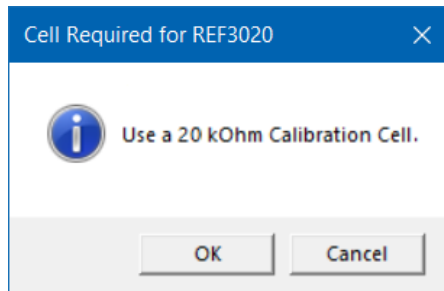 Cell Required for REF3020
Use a 20 kOhm Calibration Cell.
OK
Cancel